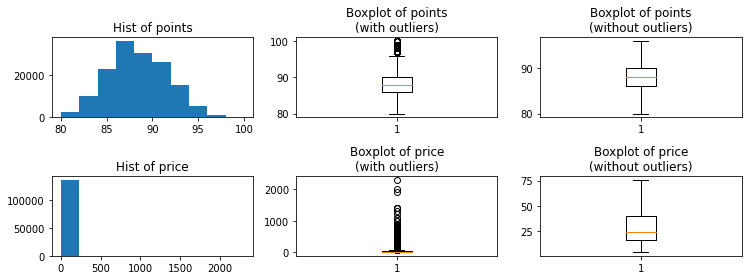 Hist of points
20000
0
80 85 90 95 100
Boxplot of points
(with outliers)
100
90
80
1
Boxplot of points
(without outliers)
90
80
1
Hist of price
100000
50000
0
0 500 1000 1500 2000
Boxplot of price
(with outliers)
2000
1000
0
1
Boxplot of price
(without outliers)
75
50
25
1